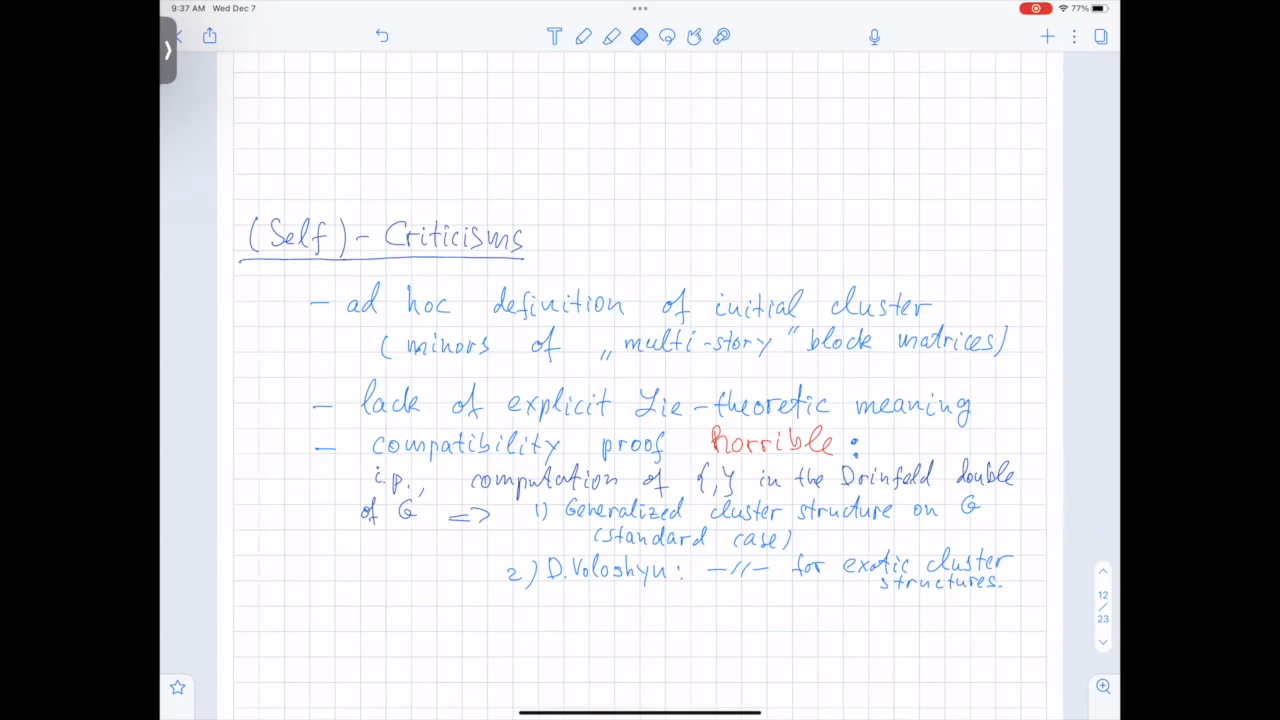 9:37 AM Wed Dec 7
77%
(Self) - Criticisms
- ad hoc definition of initial cluster
( minors of „ multi-story " block matrices)
- lack of explicit Lie-theoretic meaning
- compatibility proof horrible :
i.p., computation of {,} in the Drinfeld double
of G => 1) Generalized cluster structure on G
(standard case)
2) D.Voloshyn: -//- for exotic cluster
structures.
12
/
23